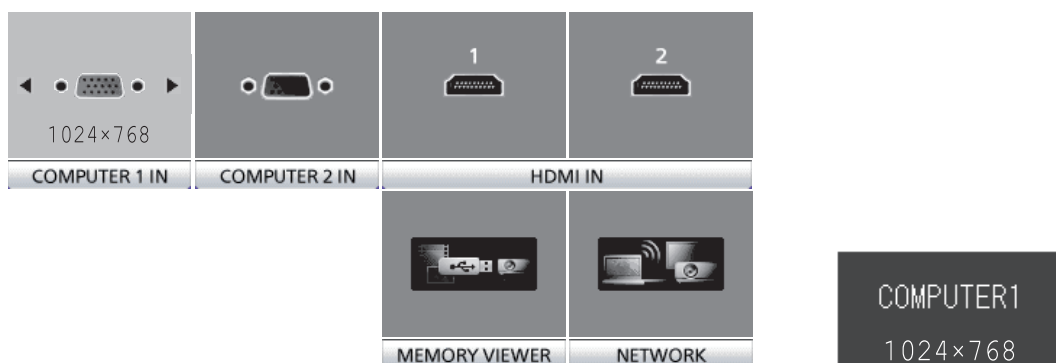 1 2
1024×768
COMPUTER 1 IN COMPUTER 2 IN HDMI IN
MEMORY VIEWER NETWORK
COMPUTER1
1024×768